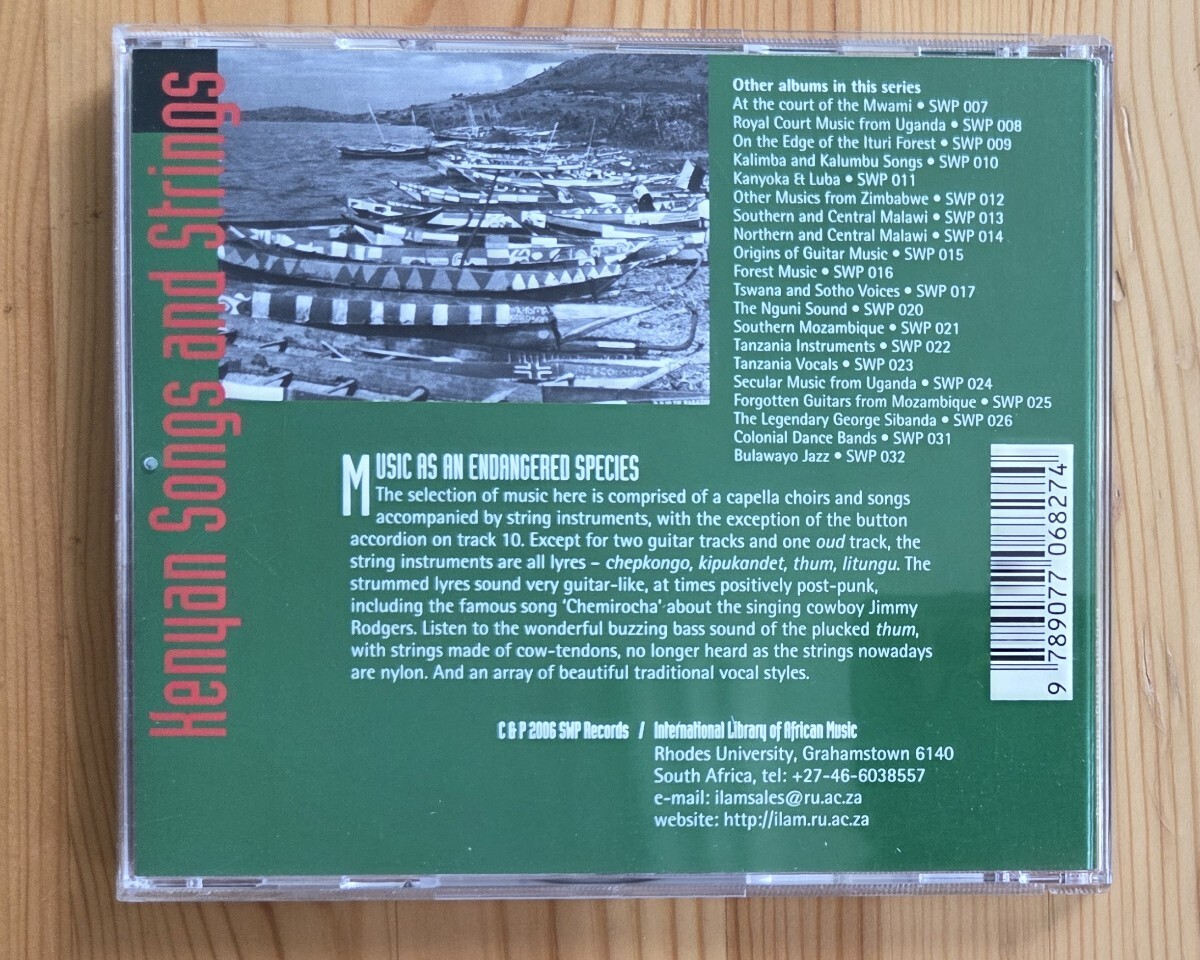 Kenyan Songs and Strings
Other albums in this series
At the court of the Mwami • SWP 007
Royal Court Music from Uganda • SWP 008
On the Edge of the Ituri Forest • SWP 009
Kalimba and Kalumbu Songs • SWP 010
Kanyoka & Luba • SWP 011
Other Musics from Zimbabwe • SWP 012
Southern and Central Malawi • SWP 013
Northern and Central Malawi • SWP 014
Origins of Guitar Music • SWP 015
Forest Music • SWP 016
Tswana and Sotho Voices • SWP 017
The Nguni Sound • SWP 020
Southern Mozambique • SWP 021
Tanzania Instruments • SWP 022
Tanzania Vocals • SWP 023
Secular Music from Uganda • SWP 024
Forgotten Guitars from Mozambique • SWP 025
The Legendary George Sibanda • SWP 026
Colonial Dance Bands • SWP 031
Bulawayo Jazz • SWP 032
MUSIC AS AN ENDANGERED SPECIES
The selection of music here is comprised of a capella choirs and songs
accompanied by string instruments, with the exception of the button
accordion on track 10. Except for two guitar tracks and one oud track, the
string instruments are all lyres – chepkongo, kipukandet, thum, litungu. The
strummed lyres sound very guitar-like, at times positively post-punk,
including the famous song ‘Chemirocha’ about the singing cowboy Jimmy
Rodgers. Listen to the wonderful buzzing bass sound of the plucked thum,
with strings made of cow-tendons, no longer heard as the strings nowadays
are nylon. And an array of beautiful traditional vocal styles.
9 789077 068274
C & P 2006 SWP Records / International Library of African Music
Rhodes University, Grahamstown 6140
South Africa, tel: +27-46-6038557
e-mail: ilamsales@ru.ac.za
website: http://ilam.ru.ac.za